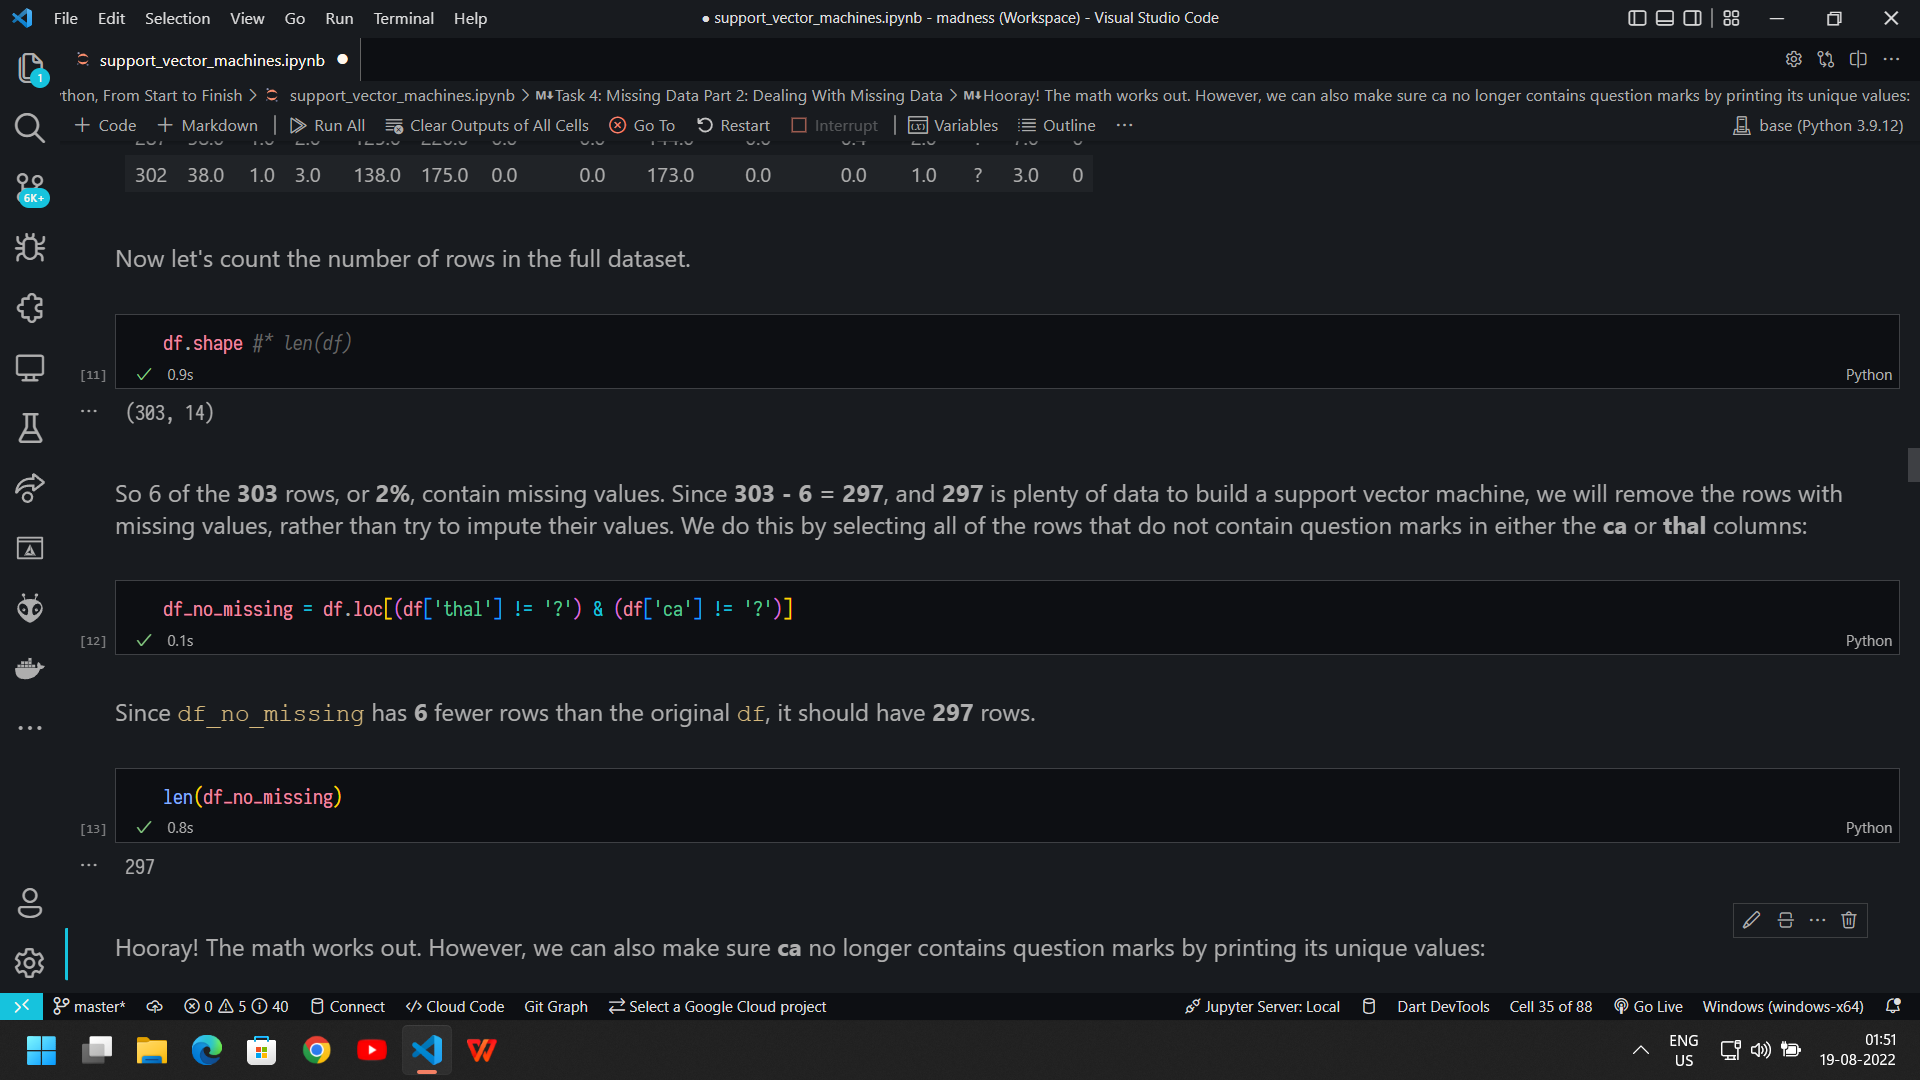 File Edit Selection View Go Run Terminal Help
● support_vector_machines.ipynb - madness (Workspace) - Visual Studio Code
support_vector_machines.ipynb ●
1
ython, From Start to Finish > support_vector_machines.ipynb > M↓Task 4: Missing Data Part 2: Dealing With Missing Data > M↓Hooray! The math works out. However, we can also make sure ca no longer contains question marks by printing its unique values:
+ Code + Markdown | Run All Clear Outputs of All Cells Go To Restart Interrupt | Variables Outline ...
base (Python 3.9.12)
302 38.0 1.0 3.0 138.0 175.0 0.0 0.0 173.0 0.0 0.0 1.0 ? 3.0 0
6K+
Now let's count the number of rows in the full dataset.
df.shape #* len(df)
[11] ✓ 0.9s Python
... (303, 14)
So 6 of the 303 rows, or 2%, contain missing values. Since 303 - 6 = 297, and 297 is plenty of data to build a support vector machine, we will remove the rows with
missing values, rather than try to impute their values. We do this by selecting all of the rows that do not contain question marks in either the ca or thal columns:
df_no_missing = df.loc[(df['thal'] != '?') & (df['ca'] != '?')]
[12] ✓ 0.1s Python
Since df_no_missing has 6 fewer rows than the original df, it should have 297 rows.
len(df_no_missing)
[13] ✓ 0.8s Python
... 297
Hooray! The math works out. However, we can also make sure ca no longer contains question marks by printing its unique values:
master* 0 5 40 Connect Cloud Code Git Graph Select a Google Cloud project
Jupyter Server: Local Dart DevTools Cell 35 of 88 Go Live Windows (windows-x64)
ENG
US
01:51
19-08-2022